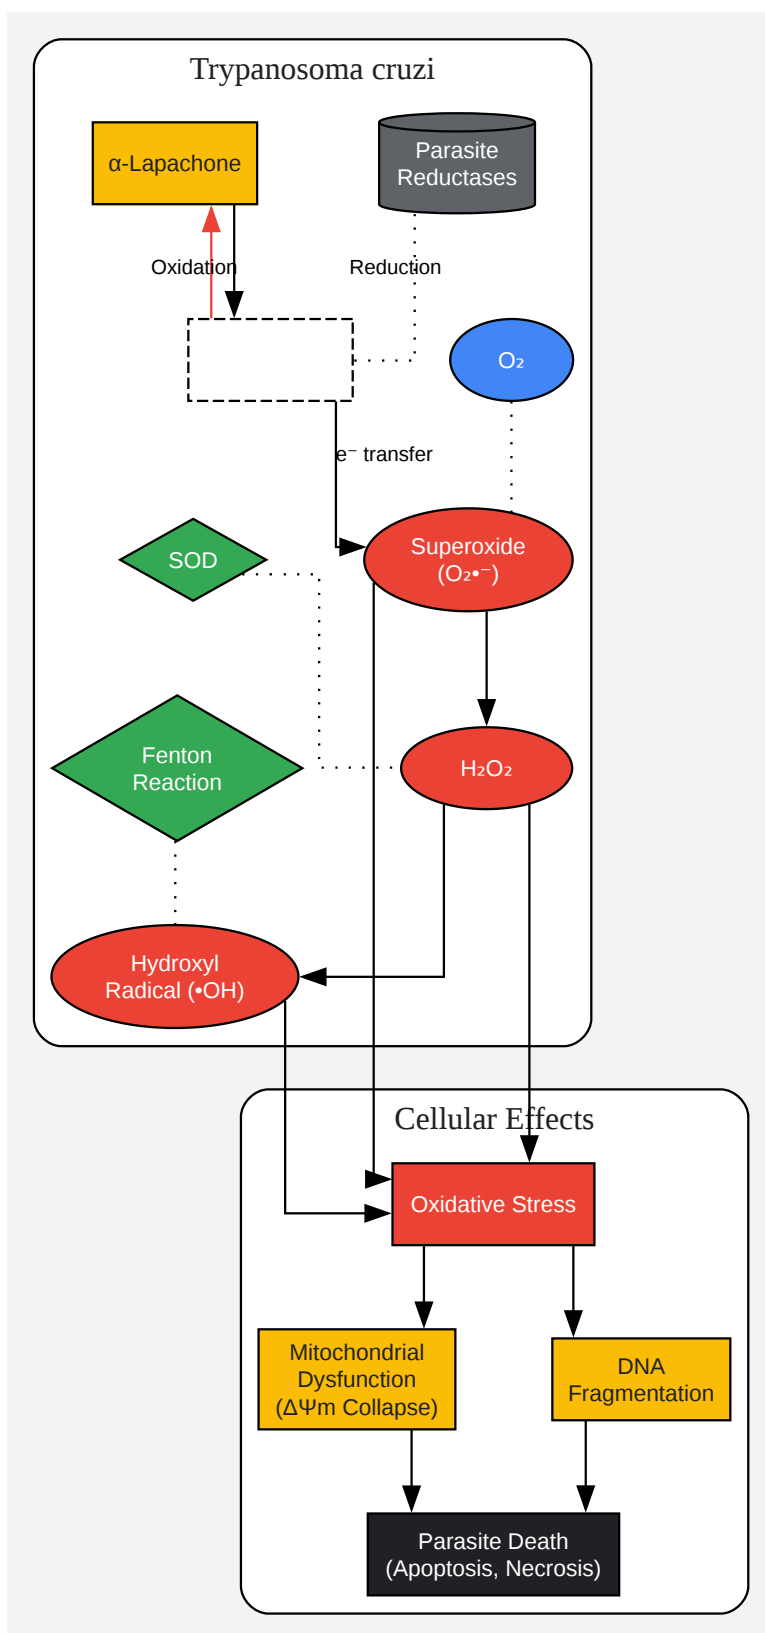 Trypanosoma cruzi
α-Lapachone
Parasite
Reductases
Oxidation
Reduction
O₂
e⁻ transfer
SOD
Superoxide
(O₂•⁻)
Fenton
Reaction
H₂O₂
Hydroxyl
Radical (•OH)
Cellular Effects
Oxidative Stress
Mitochondrial
Dysfunction
(ΔΨm Collapse)
DNA
Fragmentation
Parasite Death
(Apoptosis, Necrosis)